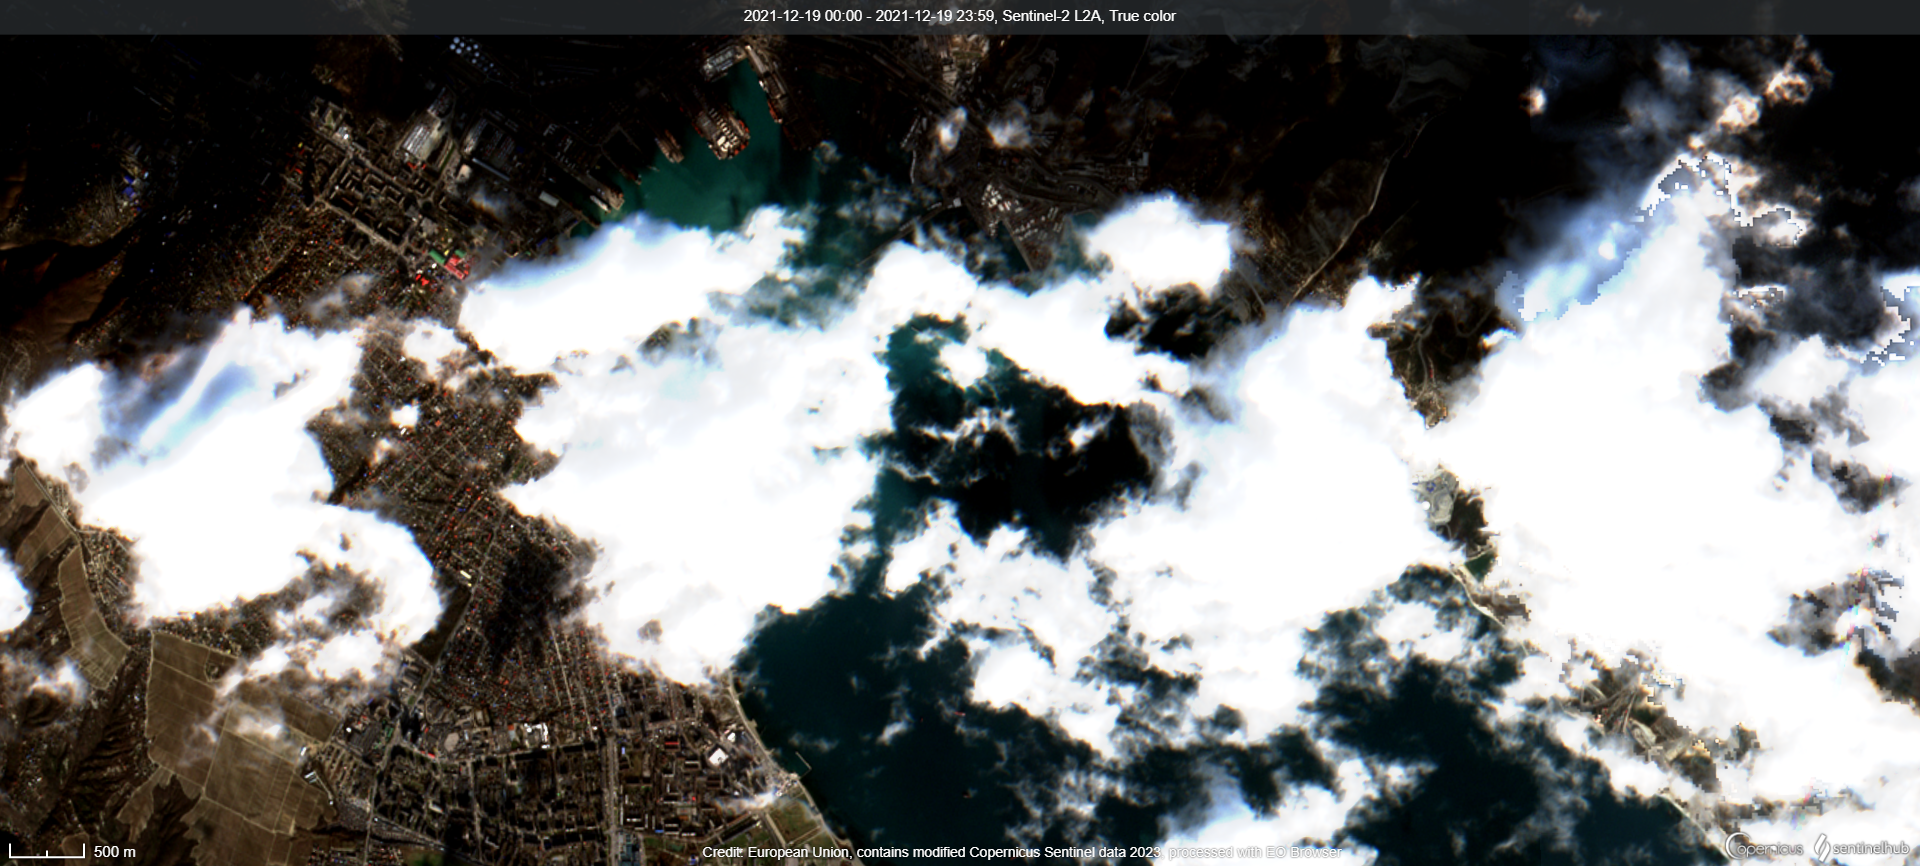 2021-12-19 00:00 - 2021-12-19 23:59, Sentinel-2 L2A, True color
500 m
Credit: European Union, contains modified Copernicus Sentinel data 2023, processed with EO Browser
opernicus
sentinelhub